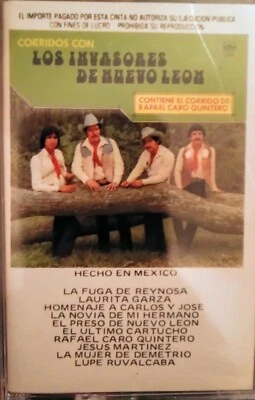 EL IMPORTE PAGADO POR ESTA CINTA NO AUTORIZA SU EJECUCION PUBLICA
CON FINES DE LUCRO PROHIBIDA SU REPRODUCCION
CORRIDOS CON
LOS INVASORES
DE NUEVO LEON
CONTIENE EL CORRIDO DE
RAFAEL CARO QUINTERO
HECHO EN MEXICO
LA FUGA DE REYNOSA
LAURITA GARZA
HOMENAJE A CARLOS Y JOSE
LA NOVIA DE MI HERMANO
EL PRESO DE NUEVO LEON
EL ULTIMO CARTUCHO
RAFAEL CARO QUINTERO
JESUS MARTINEZ
LA MUJER DE DEMETRIO
LUPE RUVALCABA